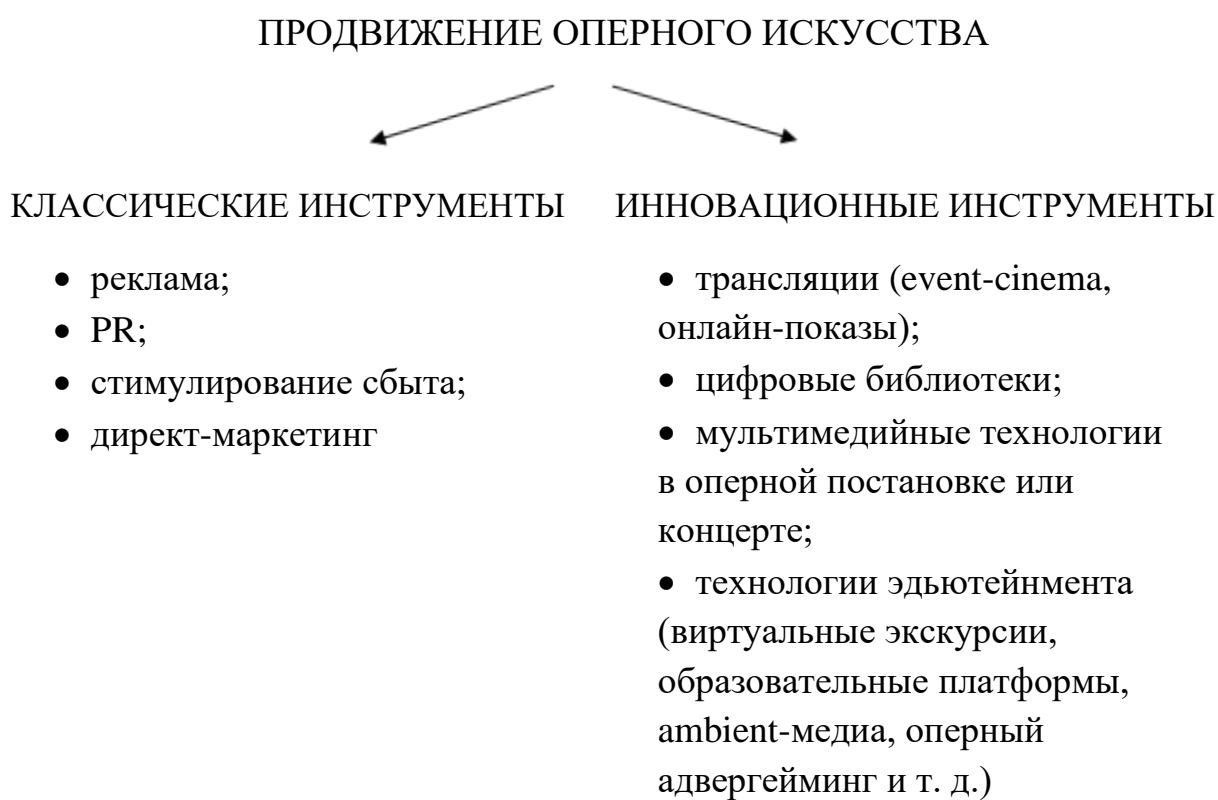 ПРОДВИЖЕНИЕ ОПЕРНОГО ИСКУССТВА
КЛАССИЧЕСКИЕ ИНСТРУМЕНТЫ
• реклама;
• PR;
• стимулирование сбыта;
• директ-маркетинг
ИННОВАЦИОННЫЕ ИНСТРУМЕНТЫ
• трансляции (event-cinema,
онлайн-показы);
• цифровые библиотеки;
• мультимедийные технологии
в оперной постановке или
концерте;
• технологии эдьютейнмента
(виртуальные экскурсии,
образовательные платформы,
ambient-медиа, оперный
адвергейминг и т. д.)